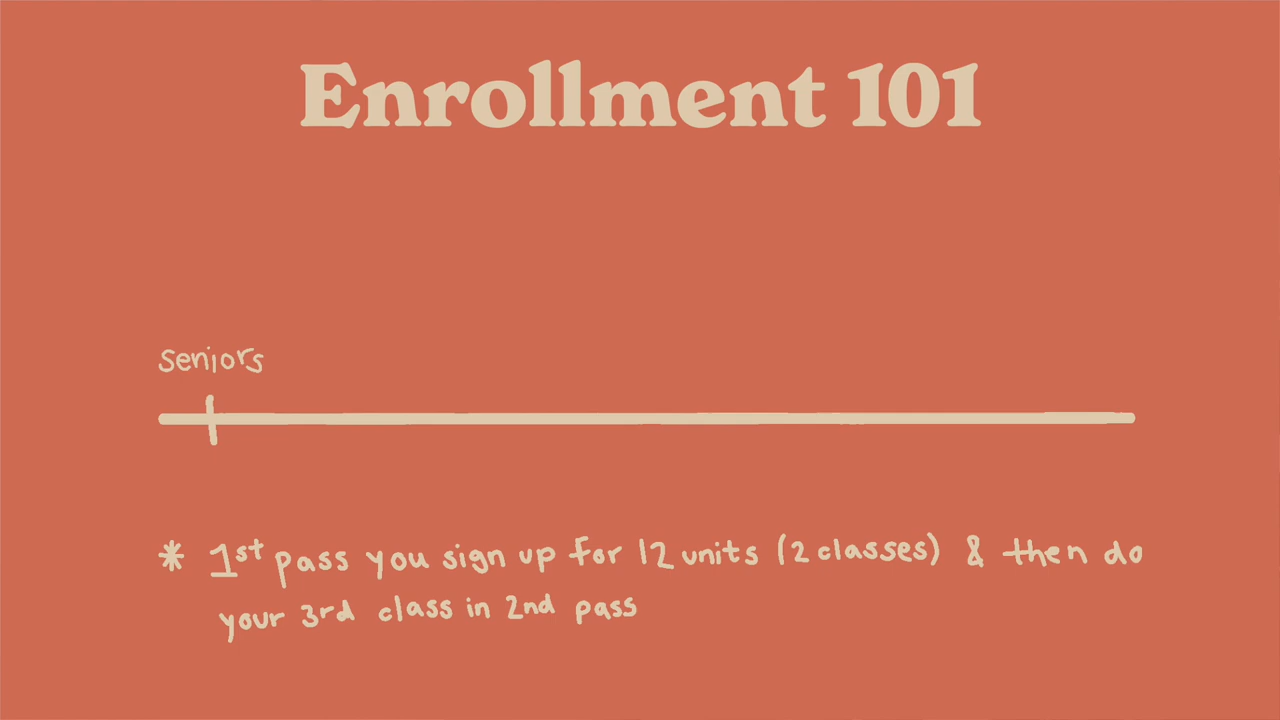 Enrollment 101
seniors
* 1st pass you sign up for 12 units (2 classes) & then do
your 3rd class in 2nd pass